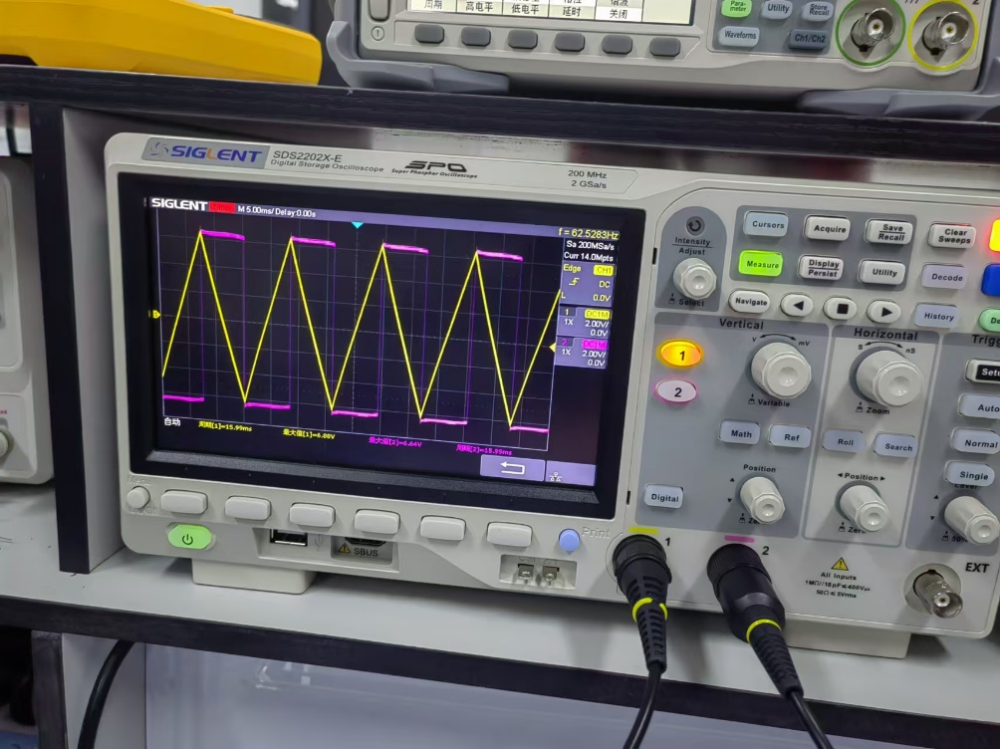 周期 高电平 低电平 延时 关闭
Para-
meter
Utility
Store
Recall
Waveforms
Ch1/Ch2
2
SIGLENT
SDS2202X-E
Digital Storage Oscilloscope
SPO
Super Phosphor Oscilloscope
200 MHz
2 GSa/s
SIGLENT
M 5.00ms/ Delay:0.00s
f = 62.5283Hz
Sa 200MSa/s
Curr 14.0Mpts
Edge CH1
DC
L 0.0V
1 DC1M
1X 2.00V/
0.0V
2 DC1M
1X 2.00V/
0.0V
自动
周期[1]=15.99ms
最大值[1]=6.88V
最大值[2]=6.64V
周期[2]=15.99ms
Intensity
Adjust
Select
Cursors
Acquire
Save
Recall
Clear
Sweeps
Measure
Display
Persist
Utility
Decode
Navigate
History
Vertical
Horizontal
Trigg
V mV
S nS
1
2
Variable
Zoom
Math
Ref
Roll
Search
Position
Position
Zero
Digital
Setu
Auto
Normal
Single
Level
Print
SBUS
1
2
All Inputs
1MΩ//18pF≤400Vpk
50Ω≤5Vrms
EXT